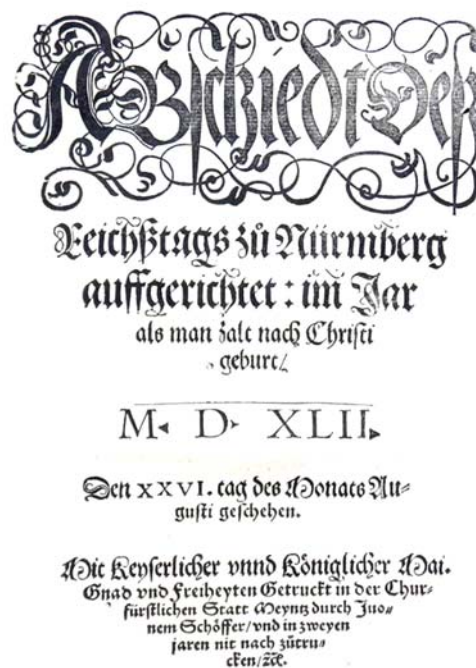 Abschiedt Deß
Reichßtags zů Nürmberg
auffgerichtet : im Jar
als man zalt nach Christi
geburt/
M. D. XLII.
Den XXVI. tag des Monats Au-
gusti geschehen.
Mit Keyserlicher vnnd Königlicher Mai.
Gnad vnd Freiheyten Getruckt in der Chur-
fürstlichen Statt Meyntz durch Juo-
nem Schöffer/ vnd in zweyen
jaren nit nach zůtru-
cken/ ꝛc.